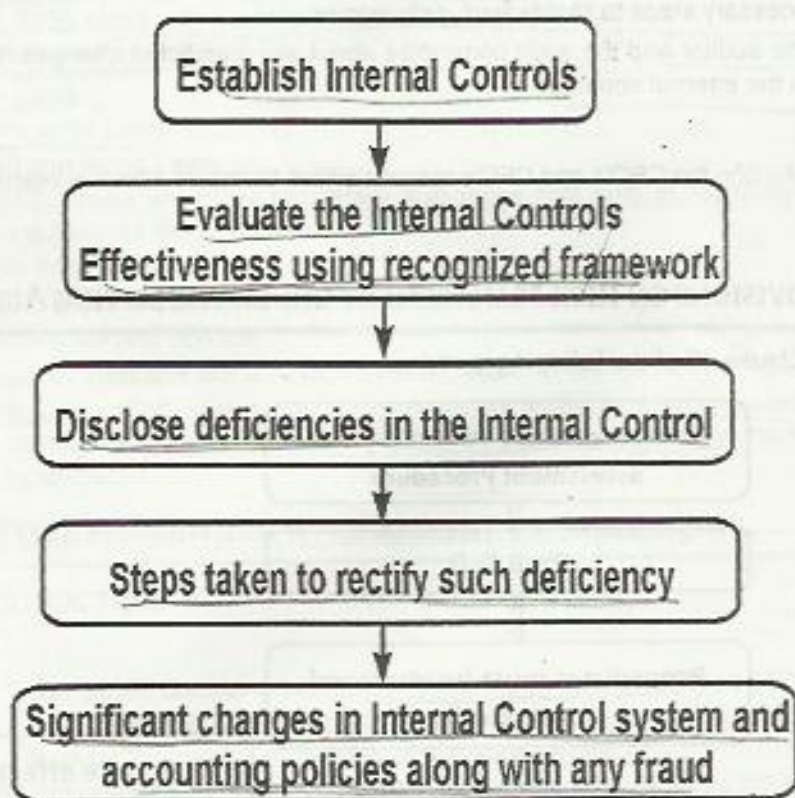 Establish Internal Controls
Evaluate the Internal Controls
Effectiveness using recognized framework
Disclose deficiencies in the Internal Control
Steps taken to rectify such deficiency
Significant changes in Internal Control system and
accounting policies along with any fraud